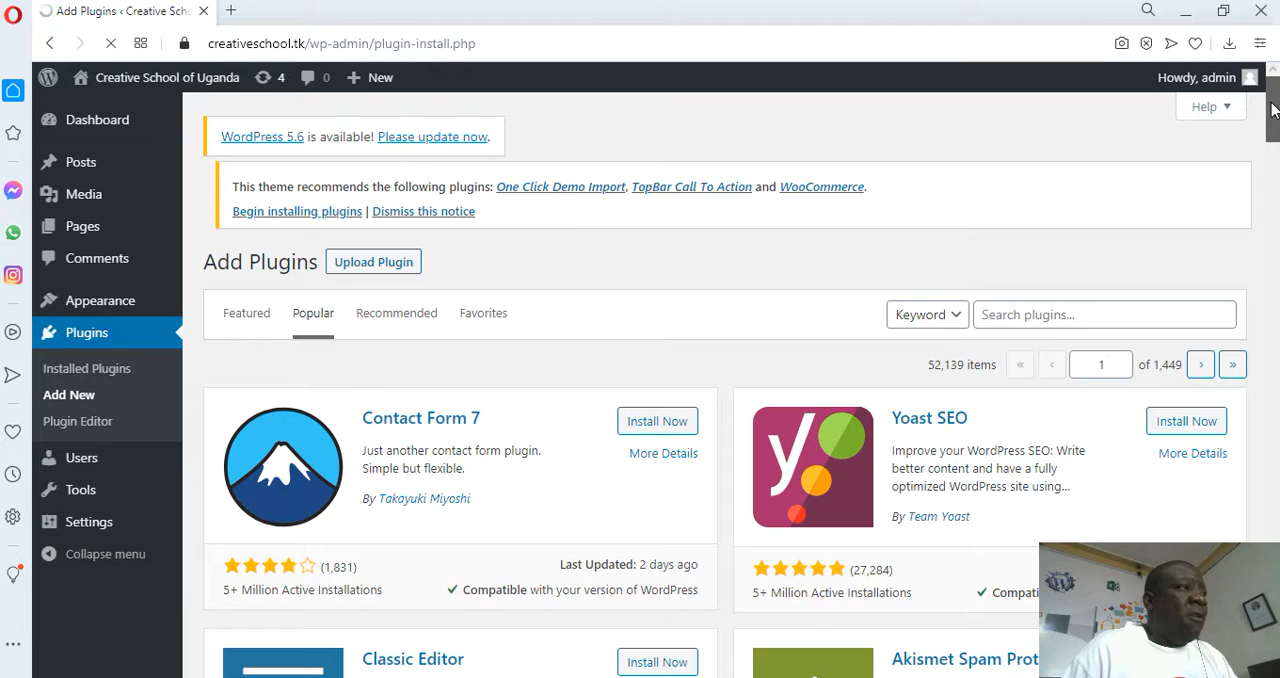 Add Plugins ‹ Creative Scho
creativeschool.tk/wp-admin/plugin-install.php
Creative School of Uganda 4 0 New Howdy, admin
Help
Dashboard
Posts
Media
Pages
Comments
Appearance
Plugins
Installed Plugins
Add New
Plugin Editor
Users
Tools
Settings
Collapse menu
WordPress 5.6 is available! Please update now.
This theme recommends the following plugins: One Click Demo Import, TopBar Call To Action and WooCommerce.
Begin installing plugins | Dismiss this notice
Add Plugins Upload Plugin
Featured Popular Recommended Favorites Keyword Search plugins...
52,139 items « ‹ 1 of 1,449 › »
Contact Form 7
Install Now
More Details
Just another contact form plugin.
Simple but flexible.
By Takayuki Miyoshi
(1,831)
Last Updated: 2 days ago
5+ Million Active Installations
Compatible with your version of WordPress
Yoast SEO
Install Now
More Details
Improve your WordPress SEO: Write
better content and have a fully
optimized WordPress site using...
By Team Yoast
(27,284)
5+ Million Active Installations
Compati
Classic Editor
Install Now
Akismet Spam Prot